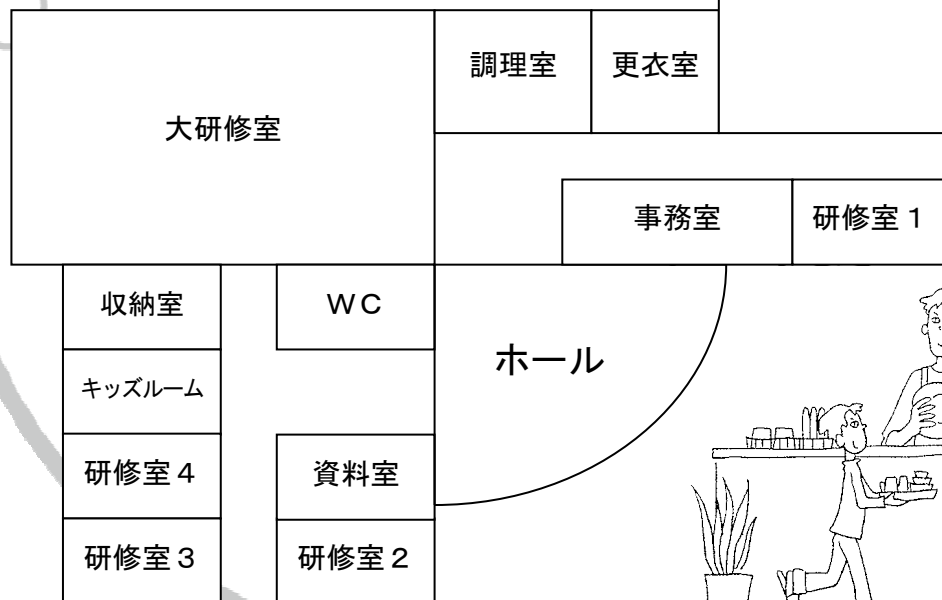 調理室
更衣室
大研修室
事務室
研修室1
収納室
WC
ホール
キッズルーム
研修室4
資料室
研修室3
研修室2